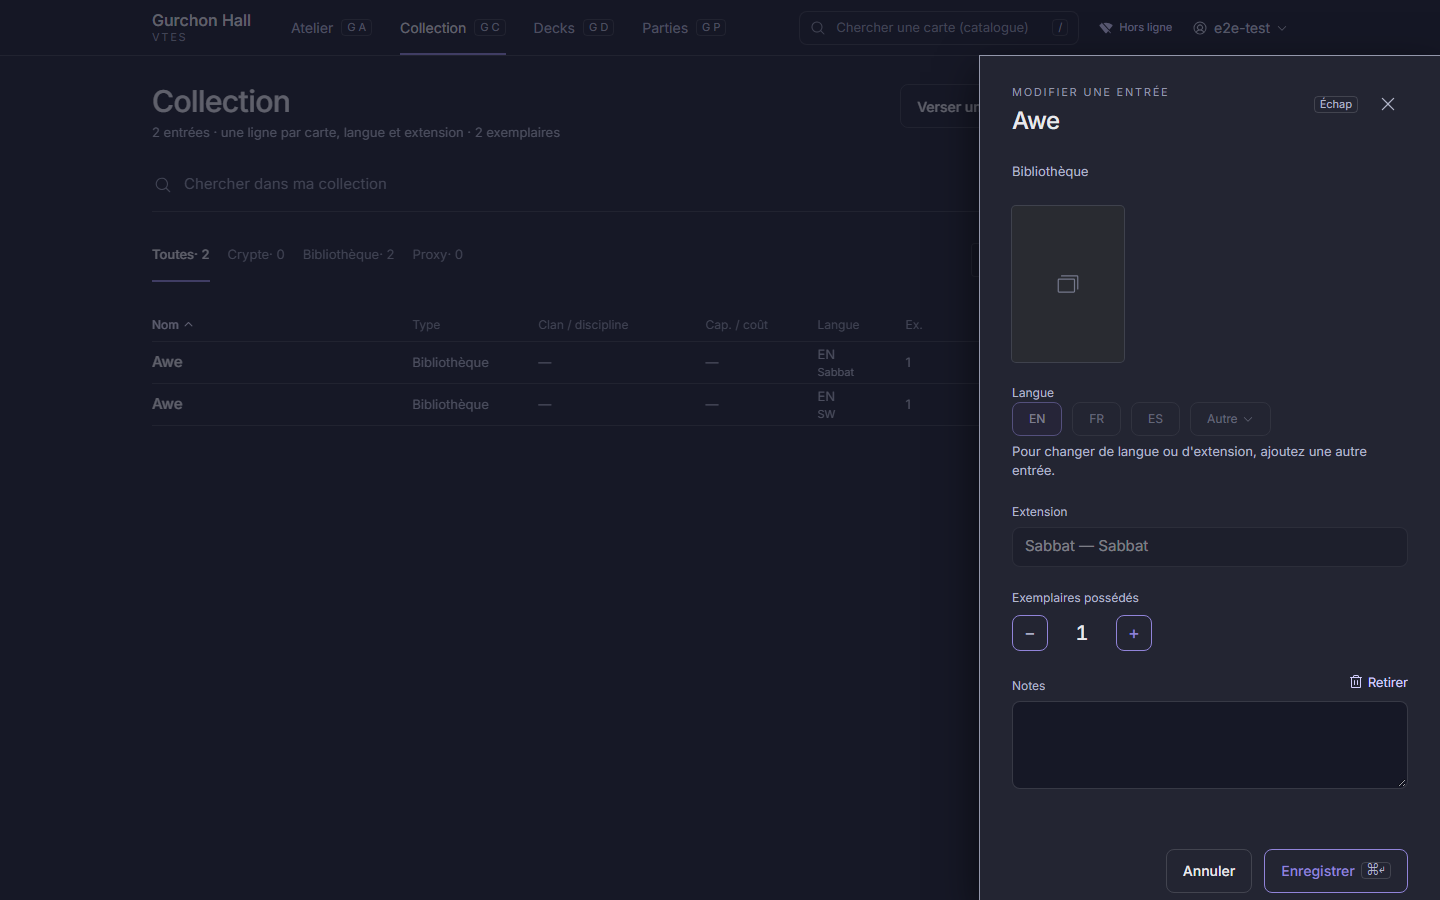 Gurchon Hall
VTES
Atelier G A Collection G C Decks G D Parties G P
Chercher une carte (catalogue) /
Hors ligne
e2e-test
Collection
2 entrées · une ligne par carte, langue et extension · 2 exemplaires
Verser un
Chercher dans ma collection
Toutes· 2 Crypte· 0 Bibliothèque· 2 Proxy· 0
Nom Type Clan / discipline Cap. / coût Langue Ex.
Awe Bibliothèque — — EN 1
Sabbat
Awe Bibliothèque — — EN 1
SW
MODIFIER UNE ENTRÉE
Awe
Échap
Bibliothèque
Langue
EN FR ES Autre
Pour changer de langue ou d'extension, ajoutez une autre
entrée.
Extension
Sabbat — Sabbat
Exemplaires possédés
− 1 +
Notes
Retirer
Annuler
Enregistrer ⌘↵